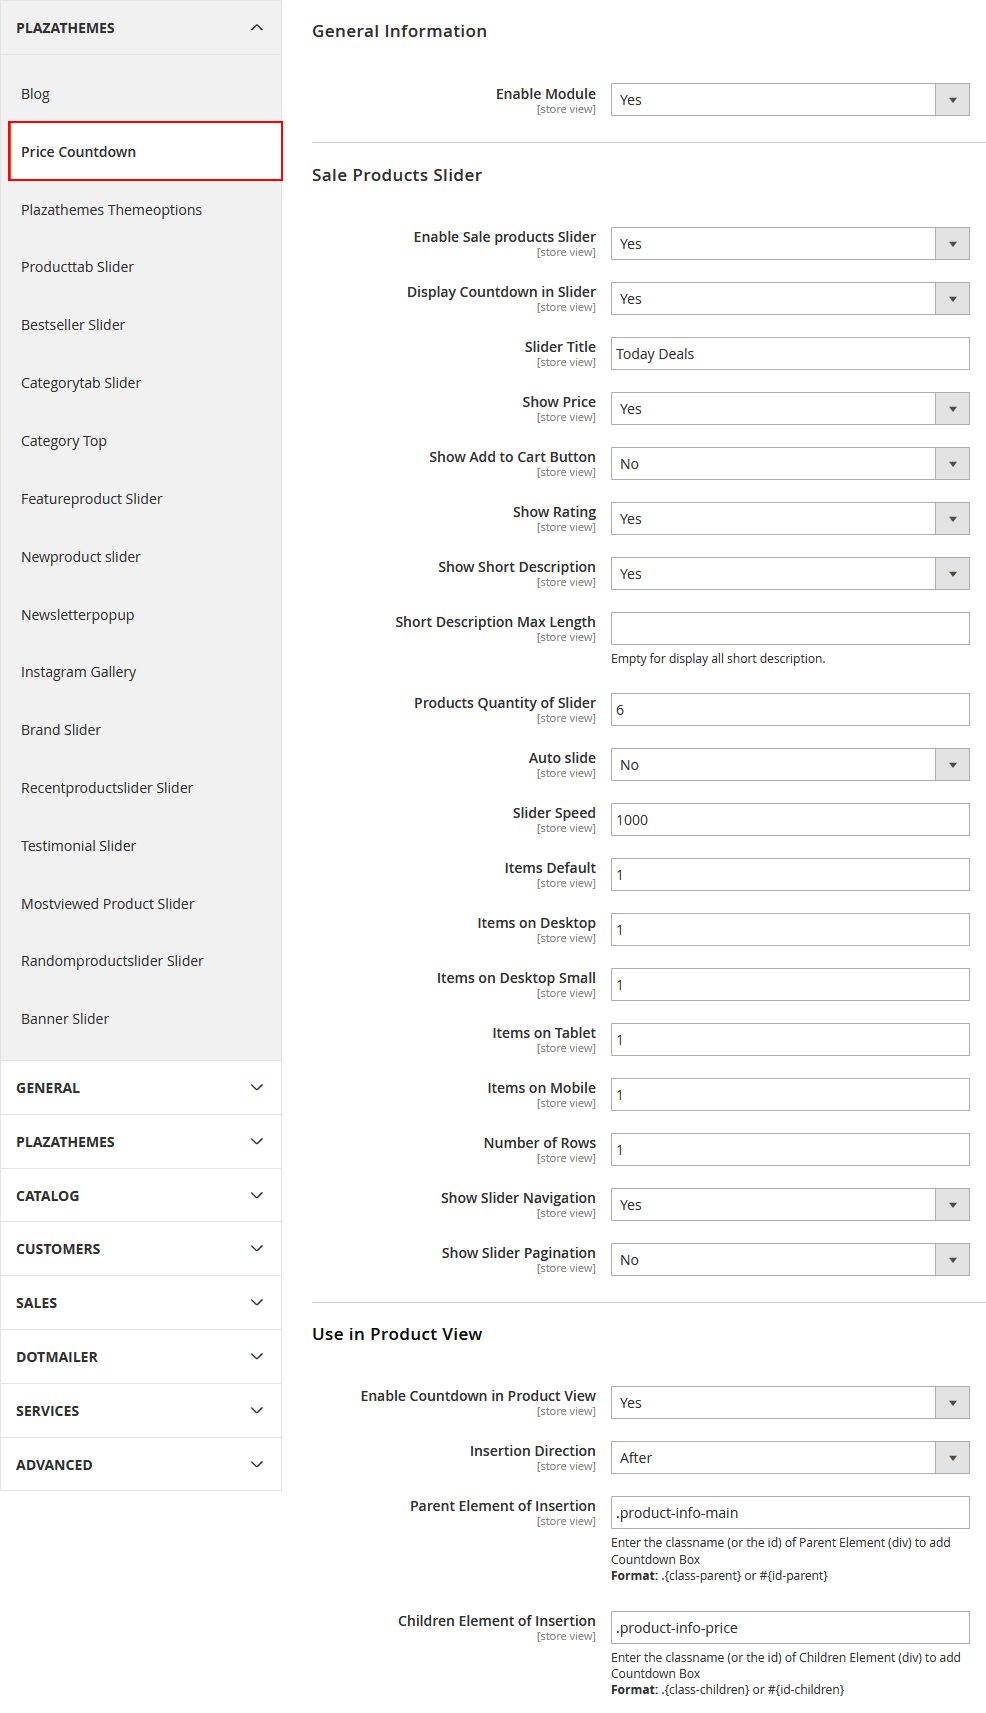 PLAZATHEMES
Blog
Price Countdown
Plazathemes Themeoptions
Producttab Slider
Bestseller Slider
Categorytab Slider
Category Top
Featureproduct Slider
Newproduct slider
Newsletterpopup
Instagram Gallery
Brand Slider
Recentproductslider Slider
Testimonial Slider
Mostviewed Product Slider
Randomproductslider Slider
Banner Slider
GENERAL
PLAZATHEMES
CATALOG
CUSTOMERS
SALES
DOTMAILER
SERVICES
ADVANCED
General Information
Enable Module
[store view]
Yes
Sale Products Slider
Enable Sale products Slider
[store view]
Yes
Display Countdown in Slider
[store view]
Yes
Slider Title
[store view]
Today Deals
Show Price
[store view]
Yes
Show Add to Cart Button
[store view]
No
Show Rating
[store view]
Yes
Show Short Description
[store view]
Yes
Short Description Max Length
[store view]
Empty for display all short description.
Products Quantity of Slider
[store view]
6
Auto slide
[store view]
No
Slider Speed
[store view]
1000
Items Default
[store view]
1
Items on Desktop
[store view]
1
Items on Desktop Small
[store view]
1
Items on Tablet
[store view]
1
Items on Mobile
[store view]
1
Number of Rows
[store view]
1
Show Slider Navigation
[store view]
Yes
Show Slider Pagination
[store view]
No
Use in Product View
Enable Countdown in Product View
[store view]
Yes
Insertion Direction
[store view]
After
Parent Element of Insertion
[store view]
.product-info-main
Enter the classname (or the id) of Parent Element (div) to add
Countdown Box
Format: .{class-parent} or #{id-parent}
Children Element of Insertion
[store view]
.product-info-price
Enter the classname (or the id) of Children Element (div) to add
Countdown Box
Format: .{class-children} or #{id-children}